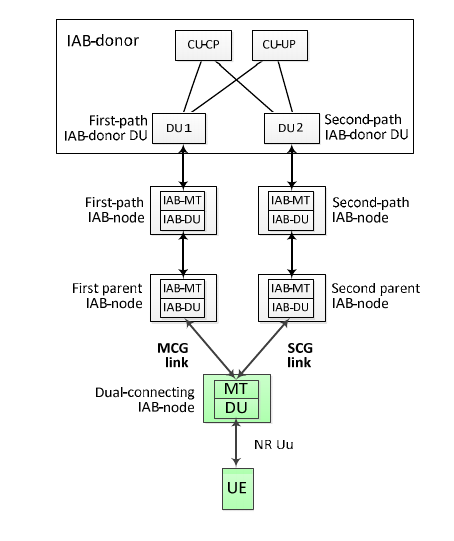 IAB-donor
CU-CP
CU-UP
First-path
IAB-donor DU
DU1
DU2
Second-path
IAB-donor DU
First-path
IAB-node
IAB-MT
IAB-DU
IAB-MT
IAB-DU
Second-path
IAB-node
First parent
IAB-node
IAB-MT
IAB-DU
IAB-MT
IAB-DU
Second parent
IAB-node
MCG
link
SCG
link
Dual-connecting
IAB-node
MT
DU
NR Uu
UE